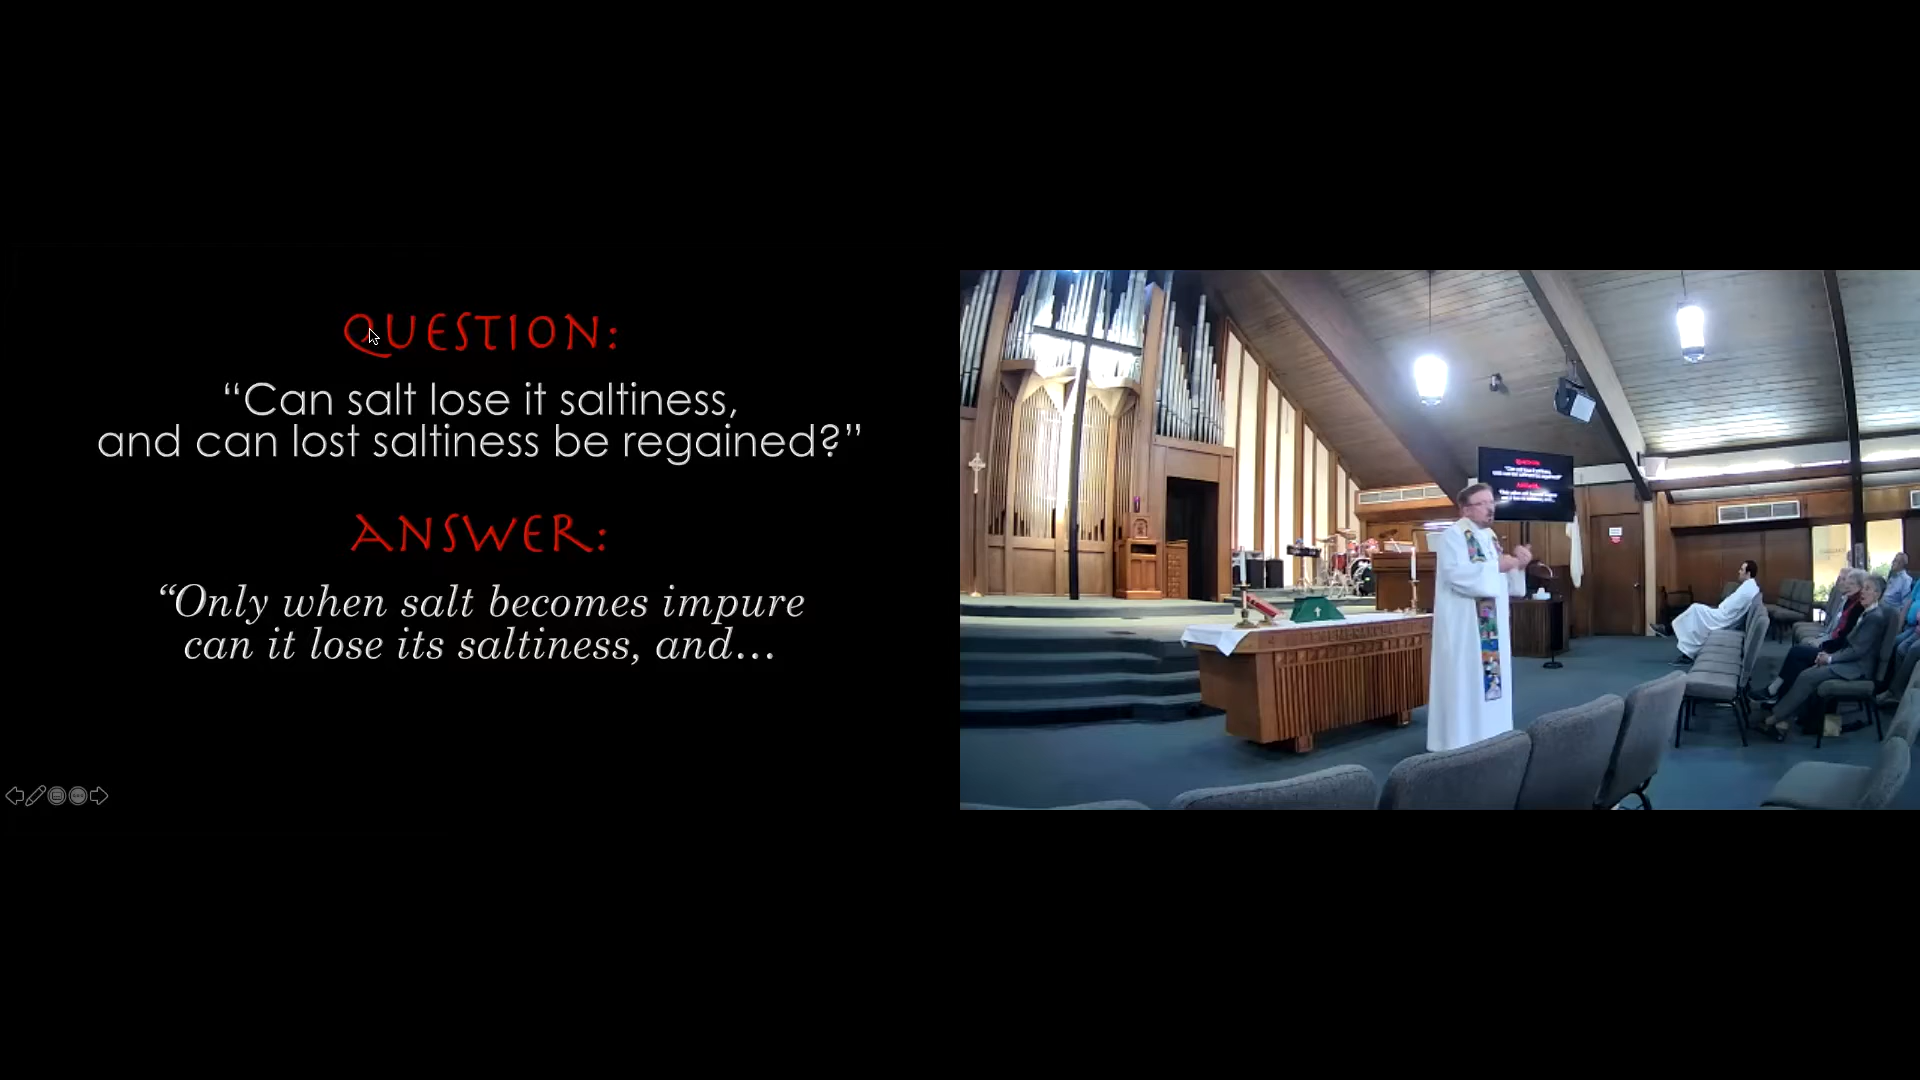 QUESTION:
“Can salt lose it saltiness,
and can lost saltiness be regained?”
ANSWER:
“Only when salt becomes impure
can it lose its saltiness, and...